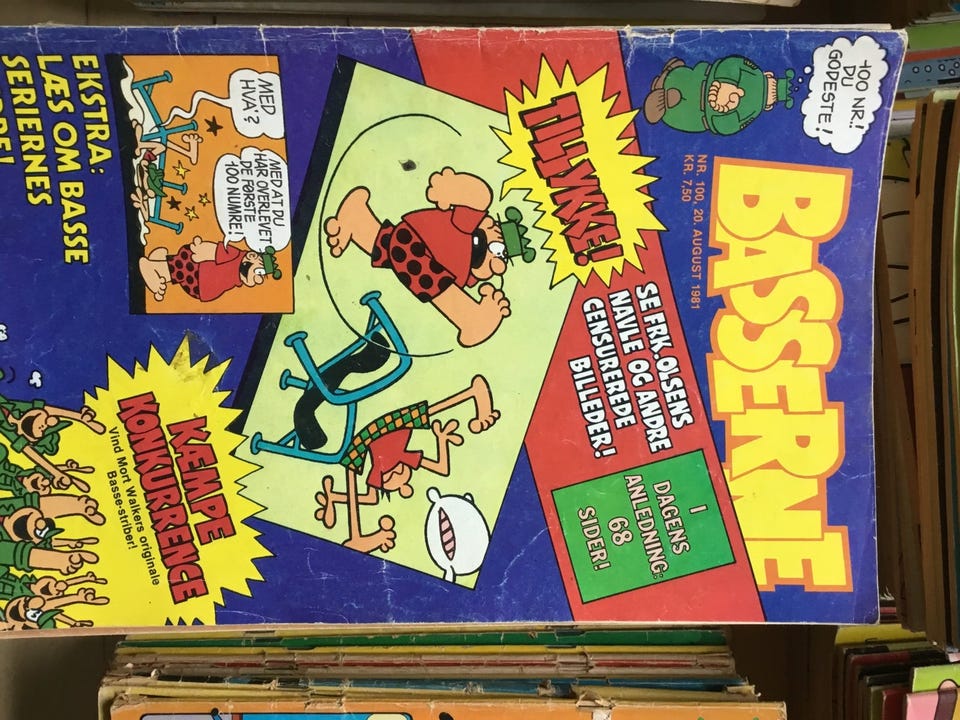 400 NR.!
DU
GODESTE!
BASSERNE
NR. 100, 20. AUGUST 1981
KR. 7,50
TILLYKKE!
SE FRK. OLSENS
NAVLE OG ANDRE
CENSUREREDE
BILLEDER!
I
DAGENS
ANLEDNING:
68
SIDER!
MED
HVA?
MED AT DU
HAR OVERLEVET
DE FØRSTE
100 NUMRE!
EKSTRA:
LÆS OM BASSE
SERIERNES
KÆMPE
KONKURRENCE
Vind Mort Walkers originale
Basse-striber!